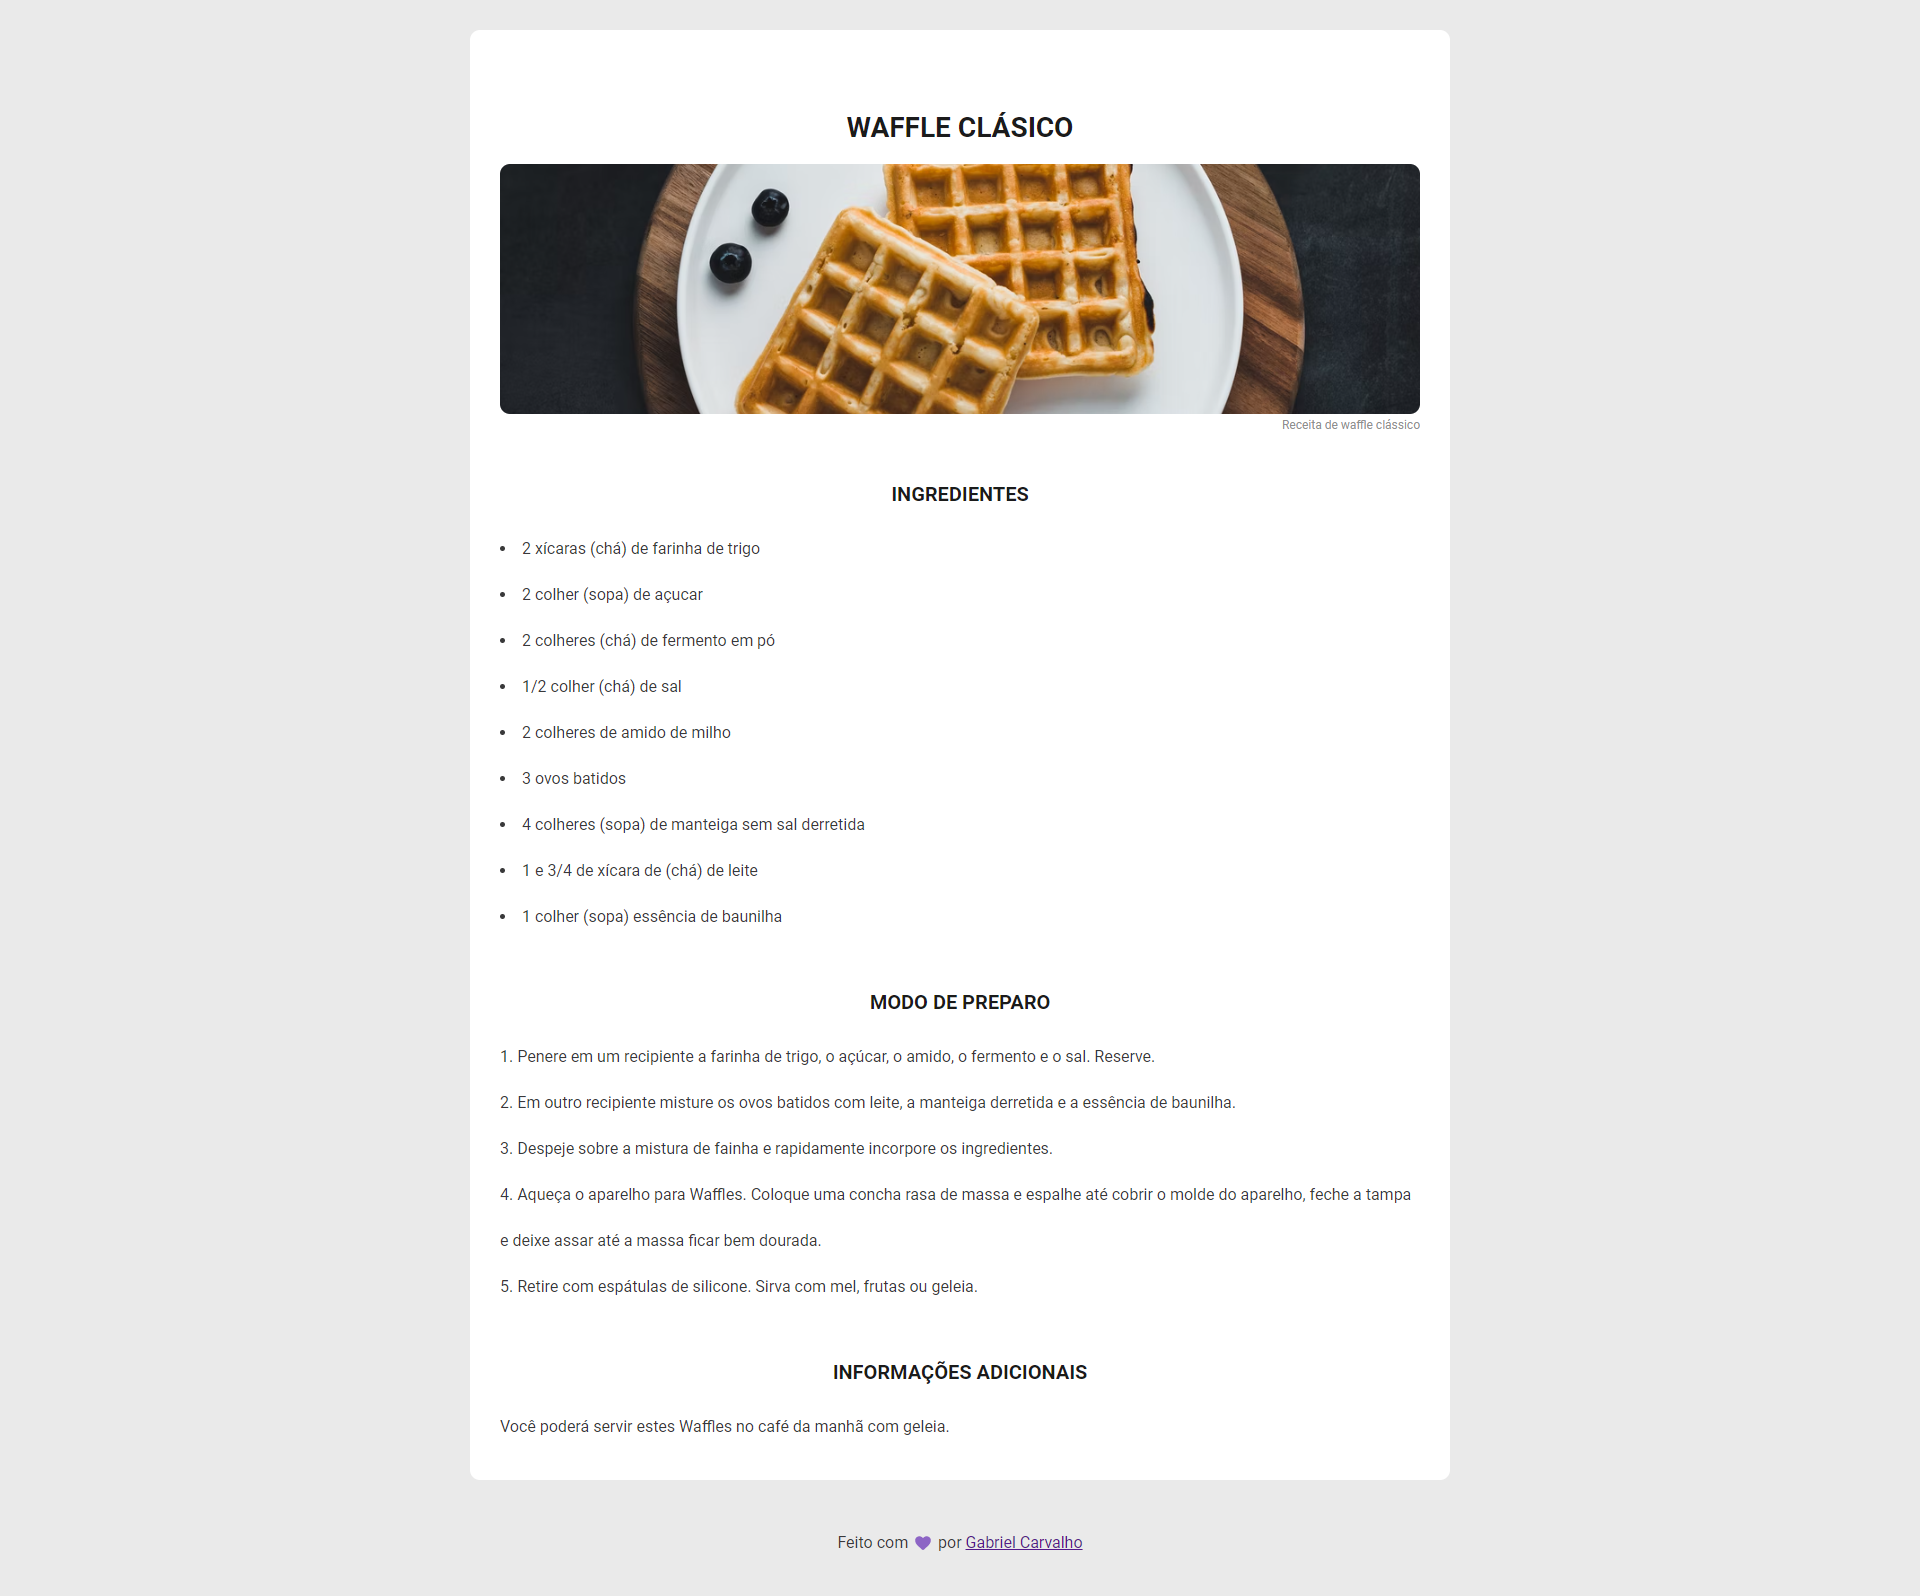 WAFFLE CLÁSICO
Receita de waffle clássico
INGREDIENTES
• 2 xícaras (chá) de farinha de trigo
• 2 colher (sopa) de açucar
• 2 colheres (chá) de fermento em pó
• 1/2 colher (chá) de sal
• 2 colheres de amido de milho
• 3 ovos batidos
• 4 colheres (sopa) de manteiga sem sal derretida
• 1 e 3/4 de xícara de (chá) de leite
• 1 colher (sopa) essência de baunilha
MODO DE PREPARO
1. Penere em um recipiente a farinha de trigo, o açúcar, o amido, o fermento e o sal. Reserve.
2. Em outro recipiente misture os ovos batidos com leite, a manteiga derretida e a essência de baunilha.
3. Despeje sobre a mistura de fainha e rapidamente incorpore os ingredientes.
4. Aqueça o aparelho para Waffles. Coloque uma concha rasa de massa e espalhe até cobrir o molde do aparelho, feche a tampa
e deixe assar até a massa ficar bem dourada.
5. Retire com espátulas de silicone. Sirva com mel, frutas ou geleia.
INFORMAÇÕES ADICIONAIS
Você poderá servir estes Waffles no café da manhã com geleia.
Feito com 💜 por Gabriel Carvalho